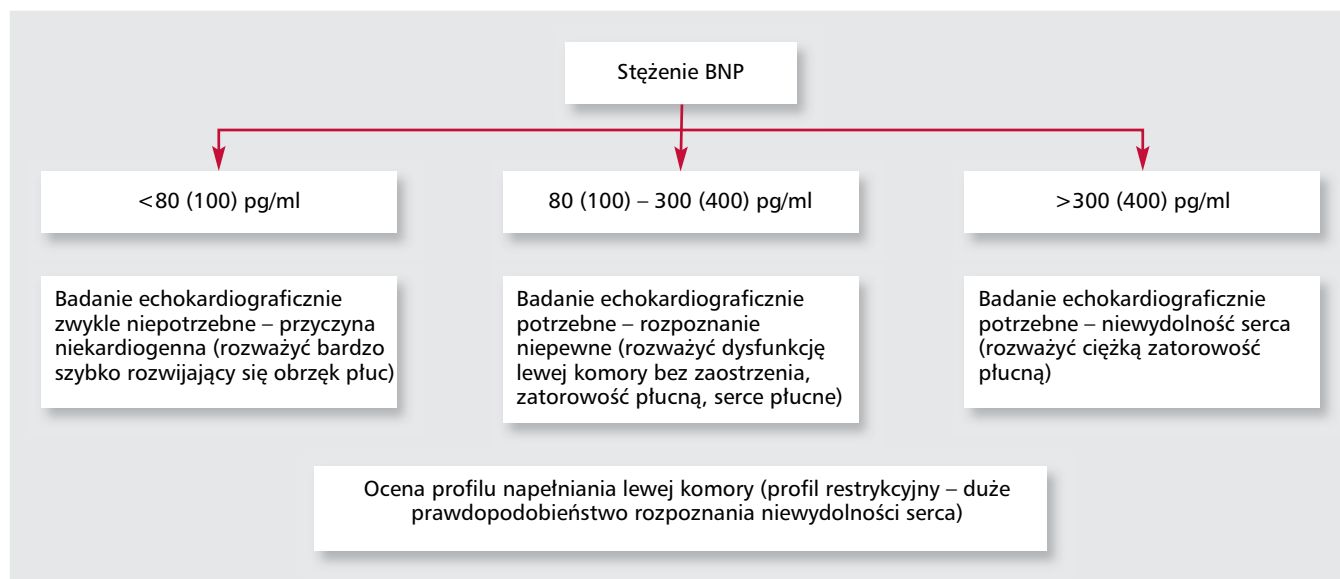 Stężenie BNP
<80 (100) pg/ml
80 (100) – 300 (400) pg/ml
>300 (400) pg/ml
Badanie echokardiograficznie
zwykle niepotrzebne – przyczyna
niekardiogenna (rozważyć bardzo
szybko rozwijający się obrzęk płuc)
Badanie echokardiograficznie
potrzebne – rozpoznanie
niepewne (rozważyć dysfunkcję
lewej komory bez zaostrzenia,
zatorowość płucną, serce płucne)
Badanie echokardiograficznie
potrzebne – niewydolność serca
(rozważyć ciężką zatorowość
płucną)
Ocena profilu napełniania lewej komory (profil restrykcyjny – duże
prawdopodobieństwo rozpoznania niewydolności serca)